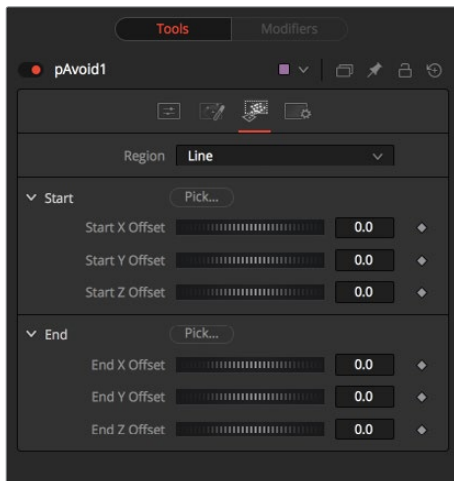 Tools Modifiers
pAvoid1
Region Line
Start Pick...
Start X Offset 0.0
Start Y Offset 0.0
Start Z Offset 0.0
End Pick...
End X Offset 0.0
End Y Offset 0.0
End Z Offset 0.0